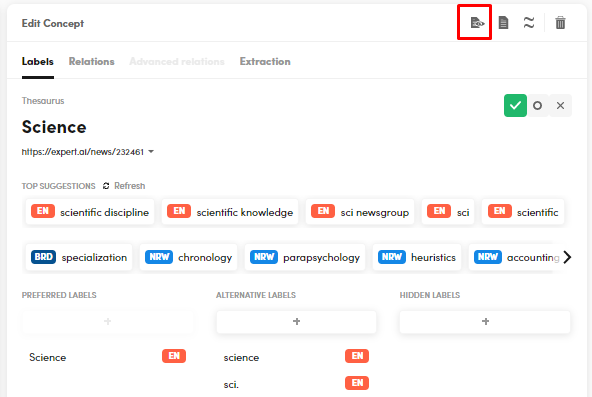 Edit Concept
Labels Relations Advanced relations Extraction
Thesaurus
Science
https://expert.ai/news/232461
TOP SUGGESTIONS Refresh
EN scientific discipline EN scientific knowledge EN sci newsgroup EN sci EN scientific
BRD specialization NRW chronology NRW parapsychology NRW heuristics NRW accounting
PREFERRED LABELS ALTERNATIVE LABELS HIDDEN LABELS
+ + +
Science EN science EN
sci. EN